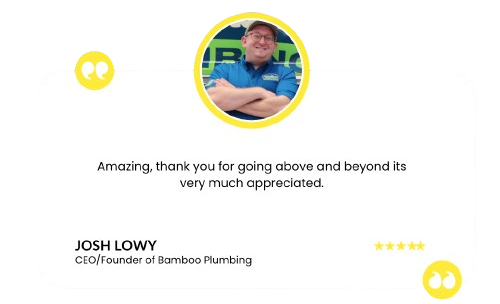 Amazing, thank you for going above and beyond its
very much appreciated.
JOSH LOWY
CEO/Founder of Bamboo Plumbing